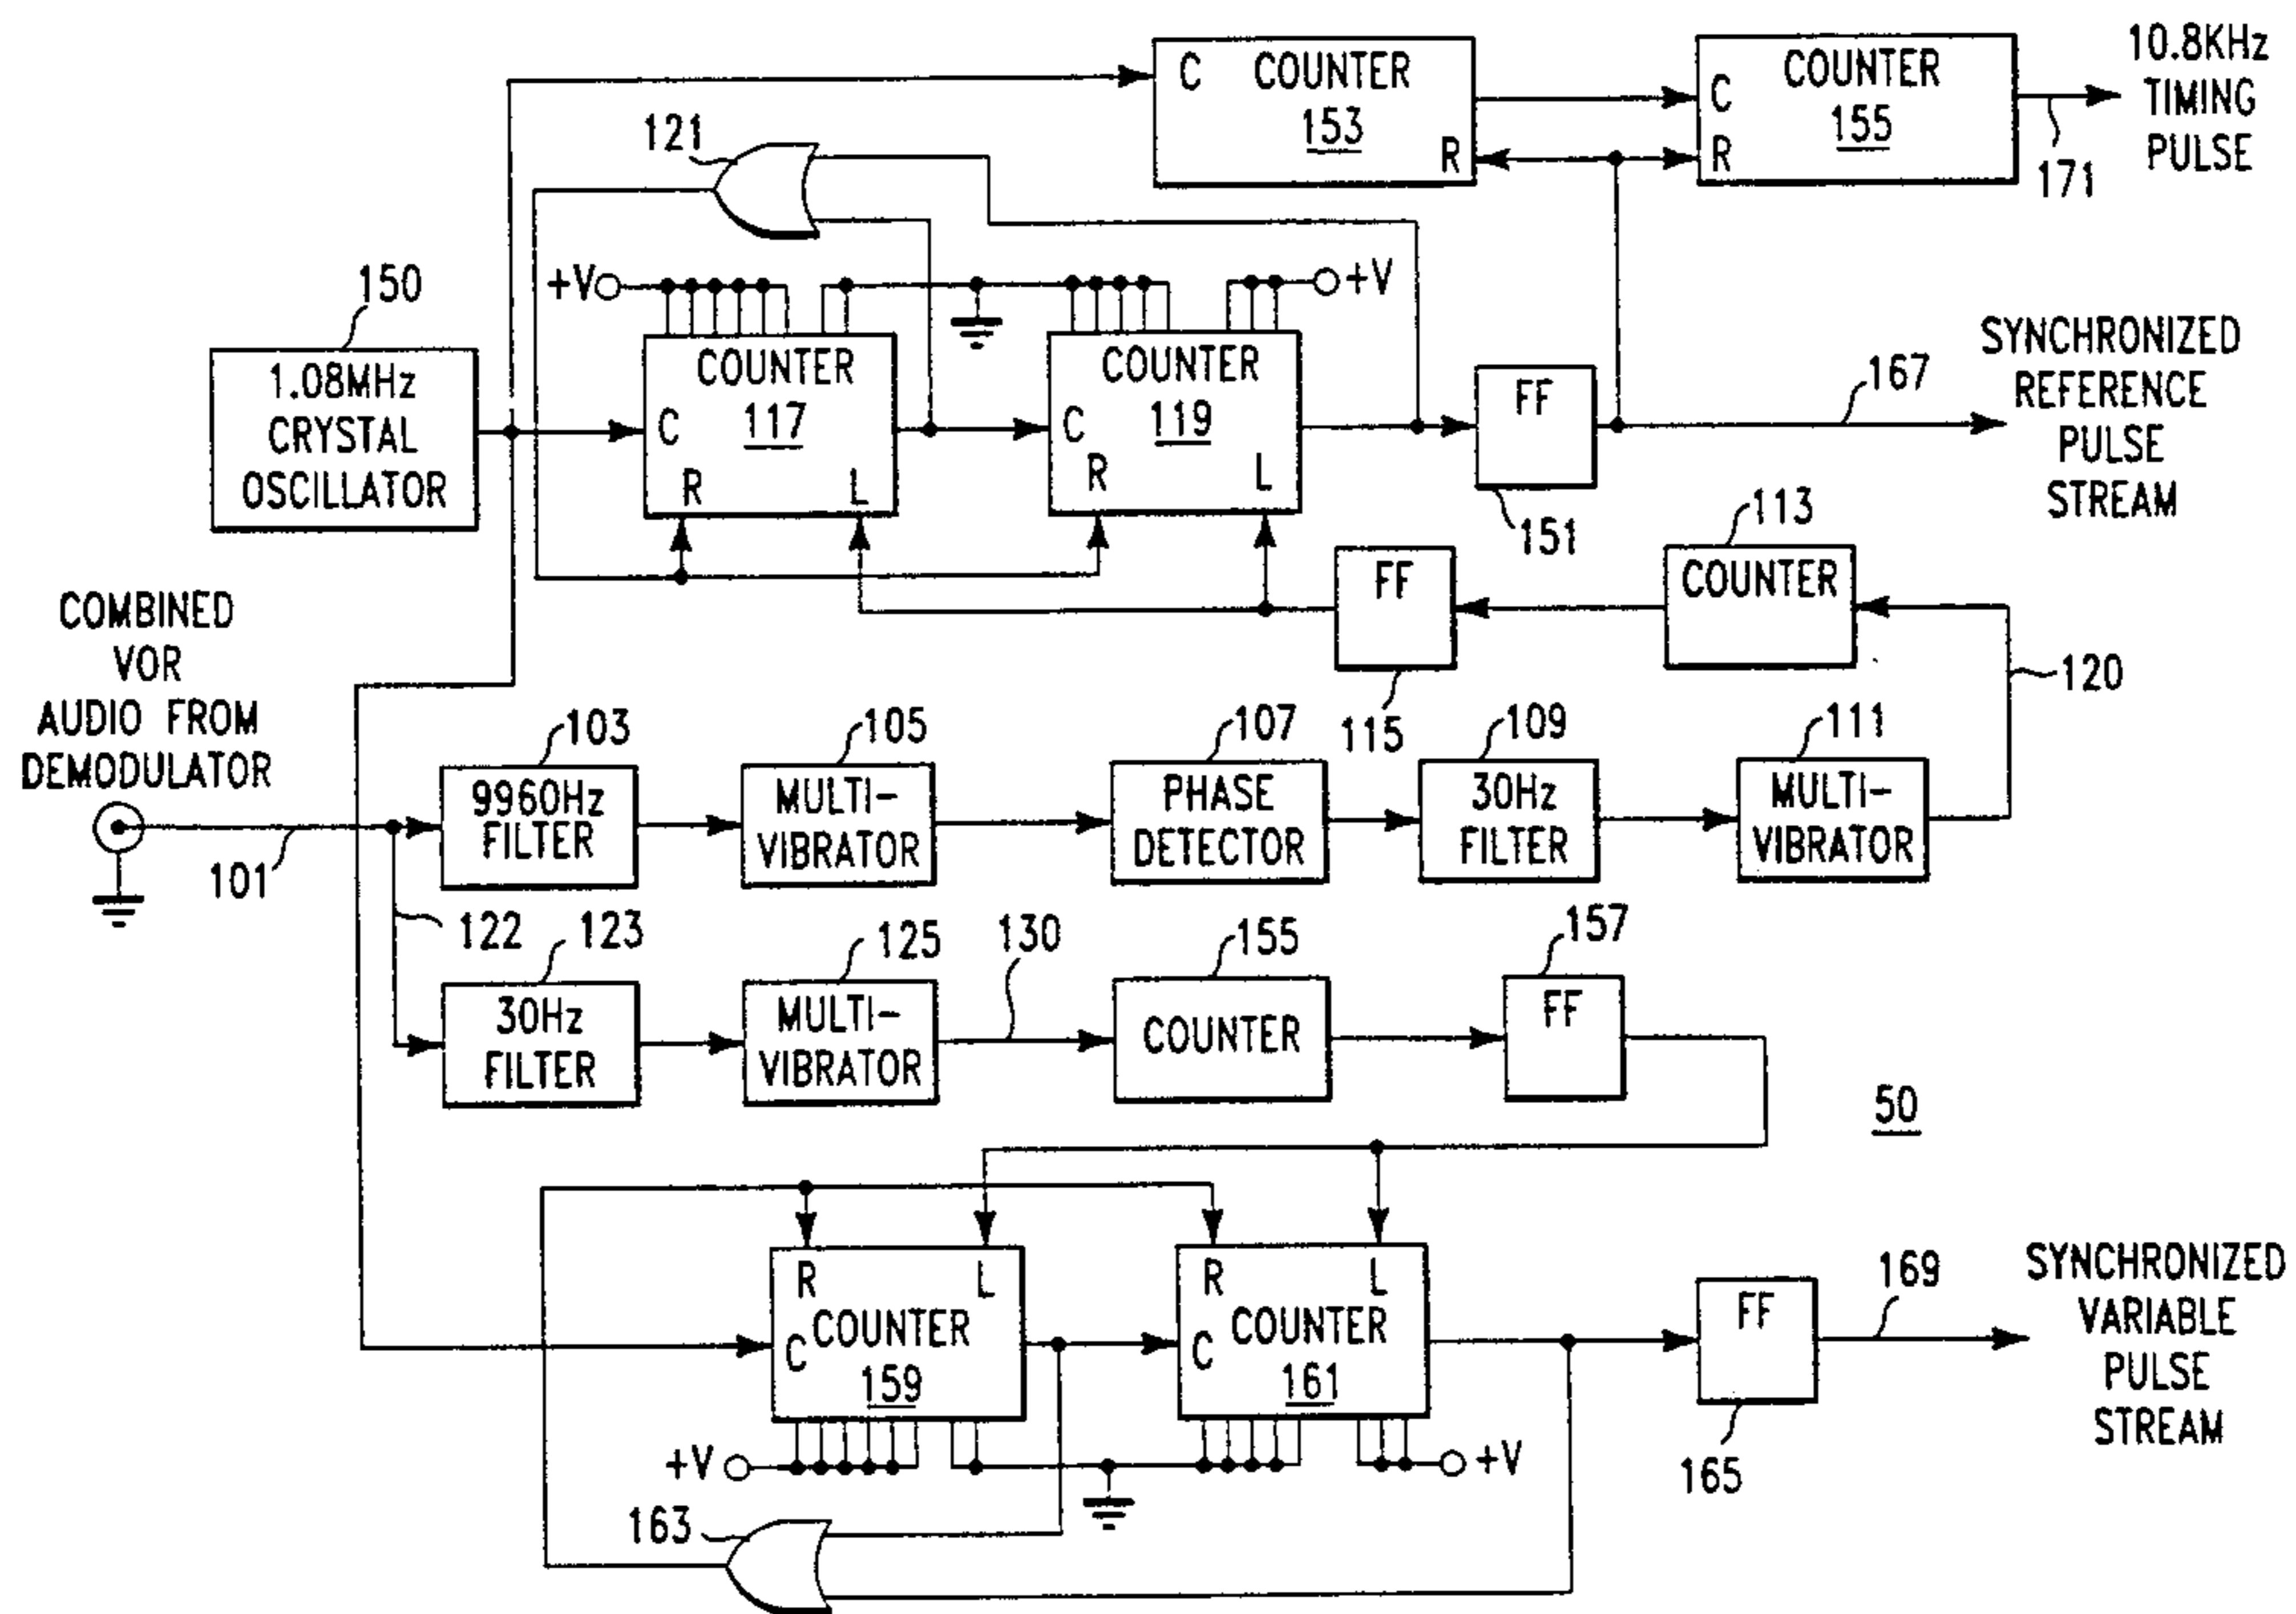 10.8KHz
TIMING
PULSE
171
C
COUNTER
153
R
C
COUNTER
155
R
121
+V
+V
150
1.08MHz
CRYSTAL
OSCILLATOR
COUNTER
117
C
R
L
COUNTER
119
C
R
L
FF
151
167
SYNCHRONIZED
REFERENCE
PULSE
STREAM
FF
115
113
COUNTER
120
COMBINED
VOR
AUDIO FROM
DEMODULATOR
101
103
9960Hz
FILTER
105
MULTI-
VIBRATOR
107
PHASE
DETECTOR
109
30Hz
FILTER
111
MULTI-
VIBRATOR
122
123
30Hz
FILTER
125
MULTI-
VIBRATOR
130
155
COUNTER
157
FF
50
R
L
COUNTER
C
159
R
L
COUNTER
C
161
FF
165
169
SYNCHRONIZED
VARIABLE
PULSE
STREAM
+V
+V
163